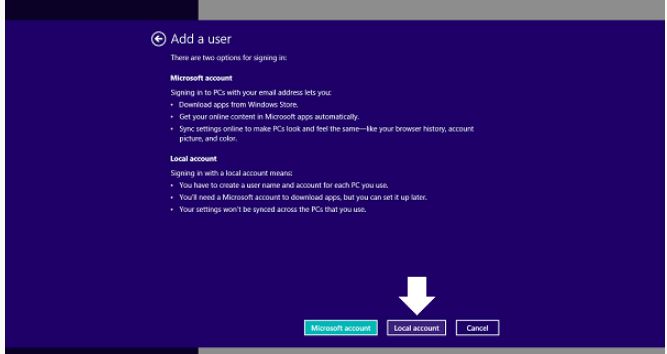 Add a user
There are two options for signing in:
Microsoft account
Signing in to PCs with your email address lets you:
• Download apps from Windows Store.
• Get your online content in Microsoft apps automatically.
• Sync settings online to make PCs look and feel the same—like your browser history, account
picture, and color.
Local account
Signing in with a local account means:
• You have to create a user name and account for each PC you use.
• You'll need a Microsoft account to download apps, but you can set it up later.
• Your settings won't be synced across the PCs that you use.
Microsoft account Local account Cancel